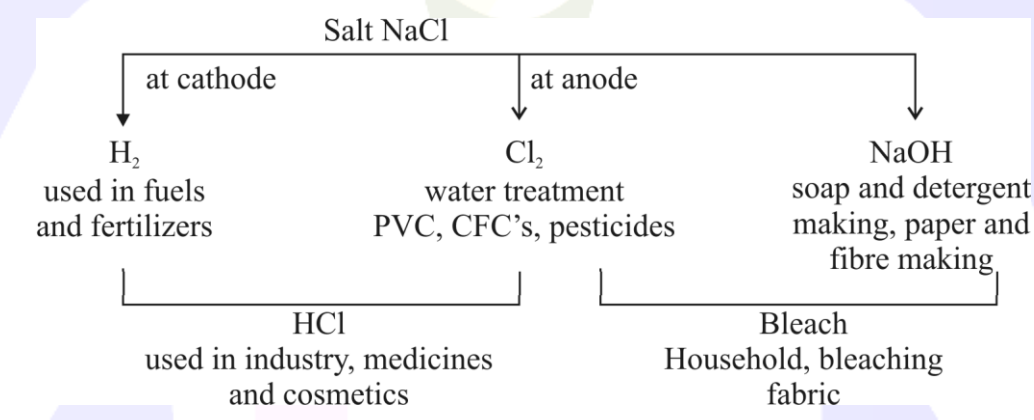 Salt NaCl
at cathode
at anode
H₂
used in fuels
and fertilizers
Cl₂
water treatment
PVC, CFC's, pesticides
NaOH
soap and detergent
making, paper and
fibre making
HCl
used in industry, medicines
and cosmetics
Bleach
Household, bleaching
fabric